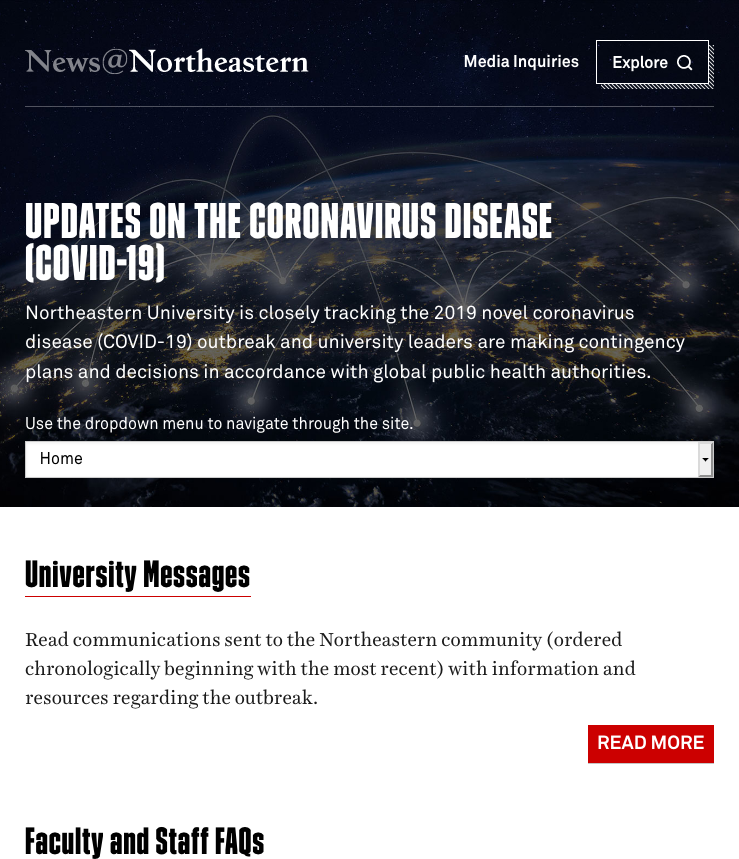 News@Northeastern
Media Inquiries
Explore
UPDATES ON THE CORONAVIRUS DISEASE
(COVID-19)
Northeastern University is closely tracking the 2019 novel coronavirus
disease (COVID-19) outbreak and university leaders are making contingency
plans and decisions in accordance with global public health authorities.
Use the dropdown menu to navigate through the site.
Home
University Messages
Read communications sent to the Northeastern community (ordered
chronologically beginning with the most recent) with information and
resources regarding the outbreak.
READ MORE
Faculty and Staff FAQs